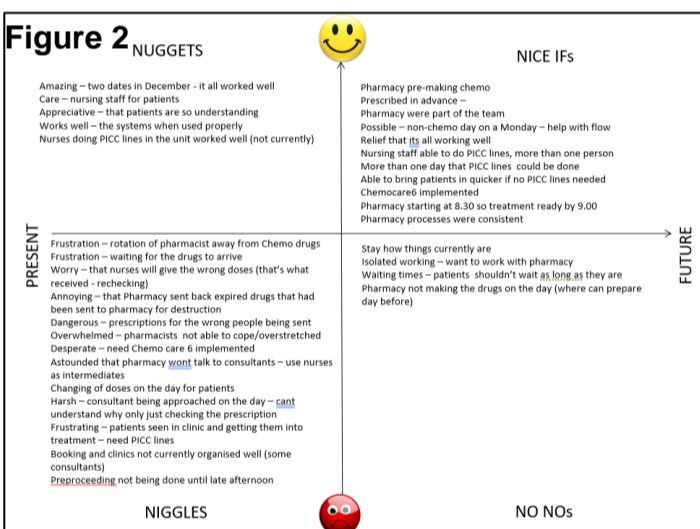 Figure 2
NUGGETS
NICE IFs
Amazing – two dates in December - it all worked well
Care – nursing staff for patients
Appreciative – that patients are so understanding
Works well – the systems when used properly
Nurses doing PICC lines in the unit worked well (not currently)
Pharmacy pre-making chemo
Prescribed in advance –
Pharmacy were part of the team
Possible – non-chemo day on a Monday – help with flow
Relief that its all working well
Nursing staff able to do PICC lines, more than one person
More than one day that PICC lines could be done
Able to bring patients in quicker if no PICC lines needed
Chemocare6 implemented
Pharmacy starting at 8.30 so treatment ready by 9.00
Pharmacy processes were consistent
PRESENT
FUTURE
Frustration – rotation of pharmacist away from Chemo drugs
Frustration – waiting for the drugs to arrive
Worry – that nurses will give the wrong doses (that's what
received - rechecking)
Annoying – that Pharmacy sent back expired drugs that had
been sent to pharmacy for destruction
Dangerous – prescriptions for the wrong people being sent
Overwhelmed – pharmacists not able to cope/overstretched
Desperate – need Chemo care 6 implemented
Astounded that pharmacy wont talk to consultants – use nurses
as intermediates
Changing of doses on the day for patients
Harsh – consultant being approached on the day – cant
understand why only just checking the prescription
Frustrating – patients seen in clinic and getting them into
treatment – need PICC lines
Booking and clinics not currently organised well (some
consultants)
Preproceeding not being done until late afternoon
Stay how things currently are
Isolated working – want to work with pharmacy
Waiting times – patients shouldn't wait as long as they are
Pharmacy not making the drugs on the day (where can prepare
day before)
NIGGLES
NO NOs